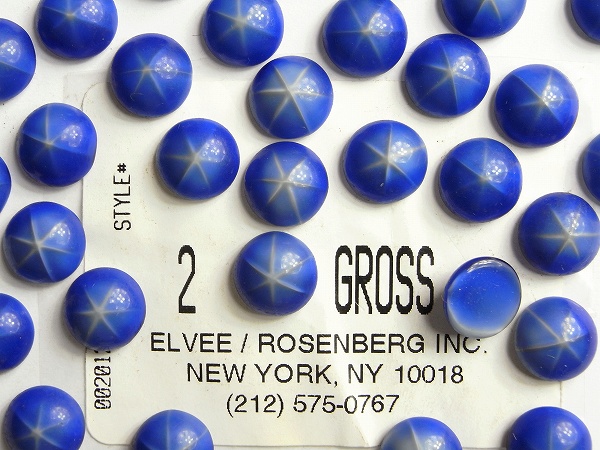 STYLE#
2 GROSS
ELVEE / ROSENBERG INC.
NEW YORK, NY 10018
(212) 575-0767